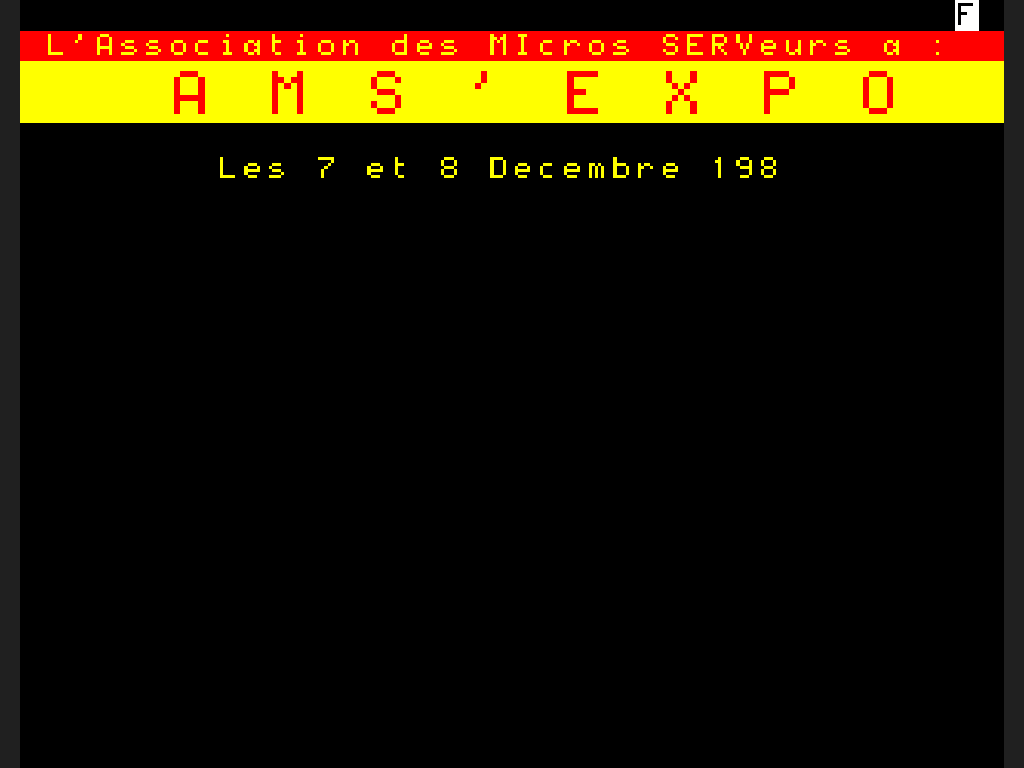 F
L'Association des MIcros SERVeurs a :
A M S ' E X P O
Les 7 et 8 Decembre 198